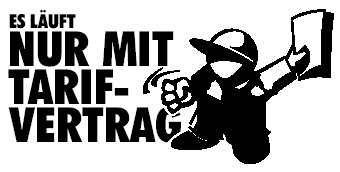 ES LÄUFT
NUR MIT
TARIF-
VERTRAG